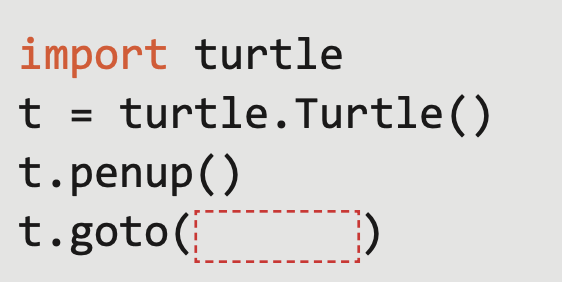 import turtle
t = turtle.Turtle()
t.penup()
t.goto( )